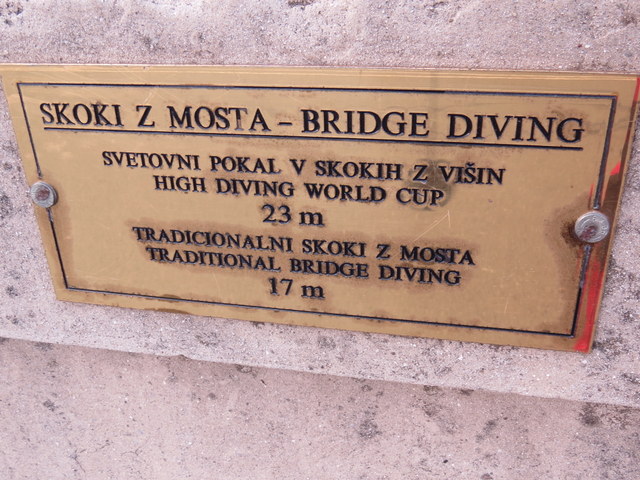 SKOKI Z MOSTA – BRIDGE DIVING
SVETOVNI POKAL V SKOKIH Z VIŠIN
HIGH DIVING WORLD CUP
23 m
TRADICIONALNI SKOKI Z MOSTA
TRADITIONAL BRIDGE DIVING
17 m